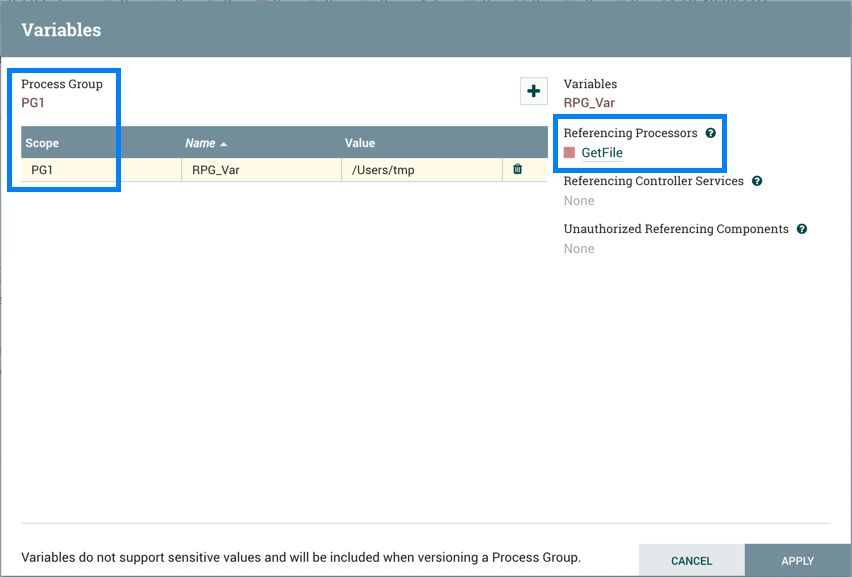 Variables
Process Group
PG1
Scope Name Value
PG1 RPG_Var /Users/tmp
Variables
RPG_Var
Referencing Processors
GetFile
Referencing Controller Services
None
Unauthorized Referencing Components
None
Variables do not support sensitive values and will be included when versioning a Process Group.
CANCEL
APPLY